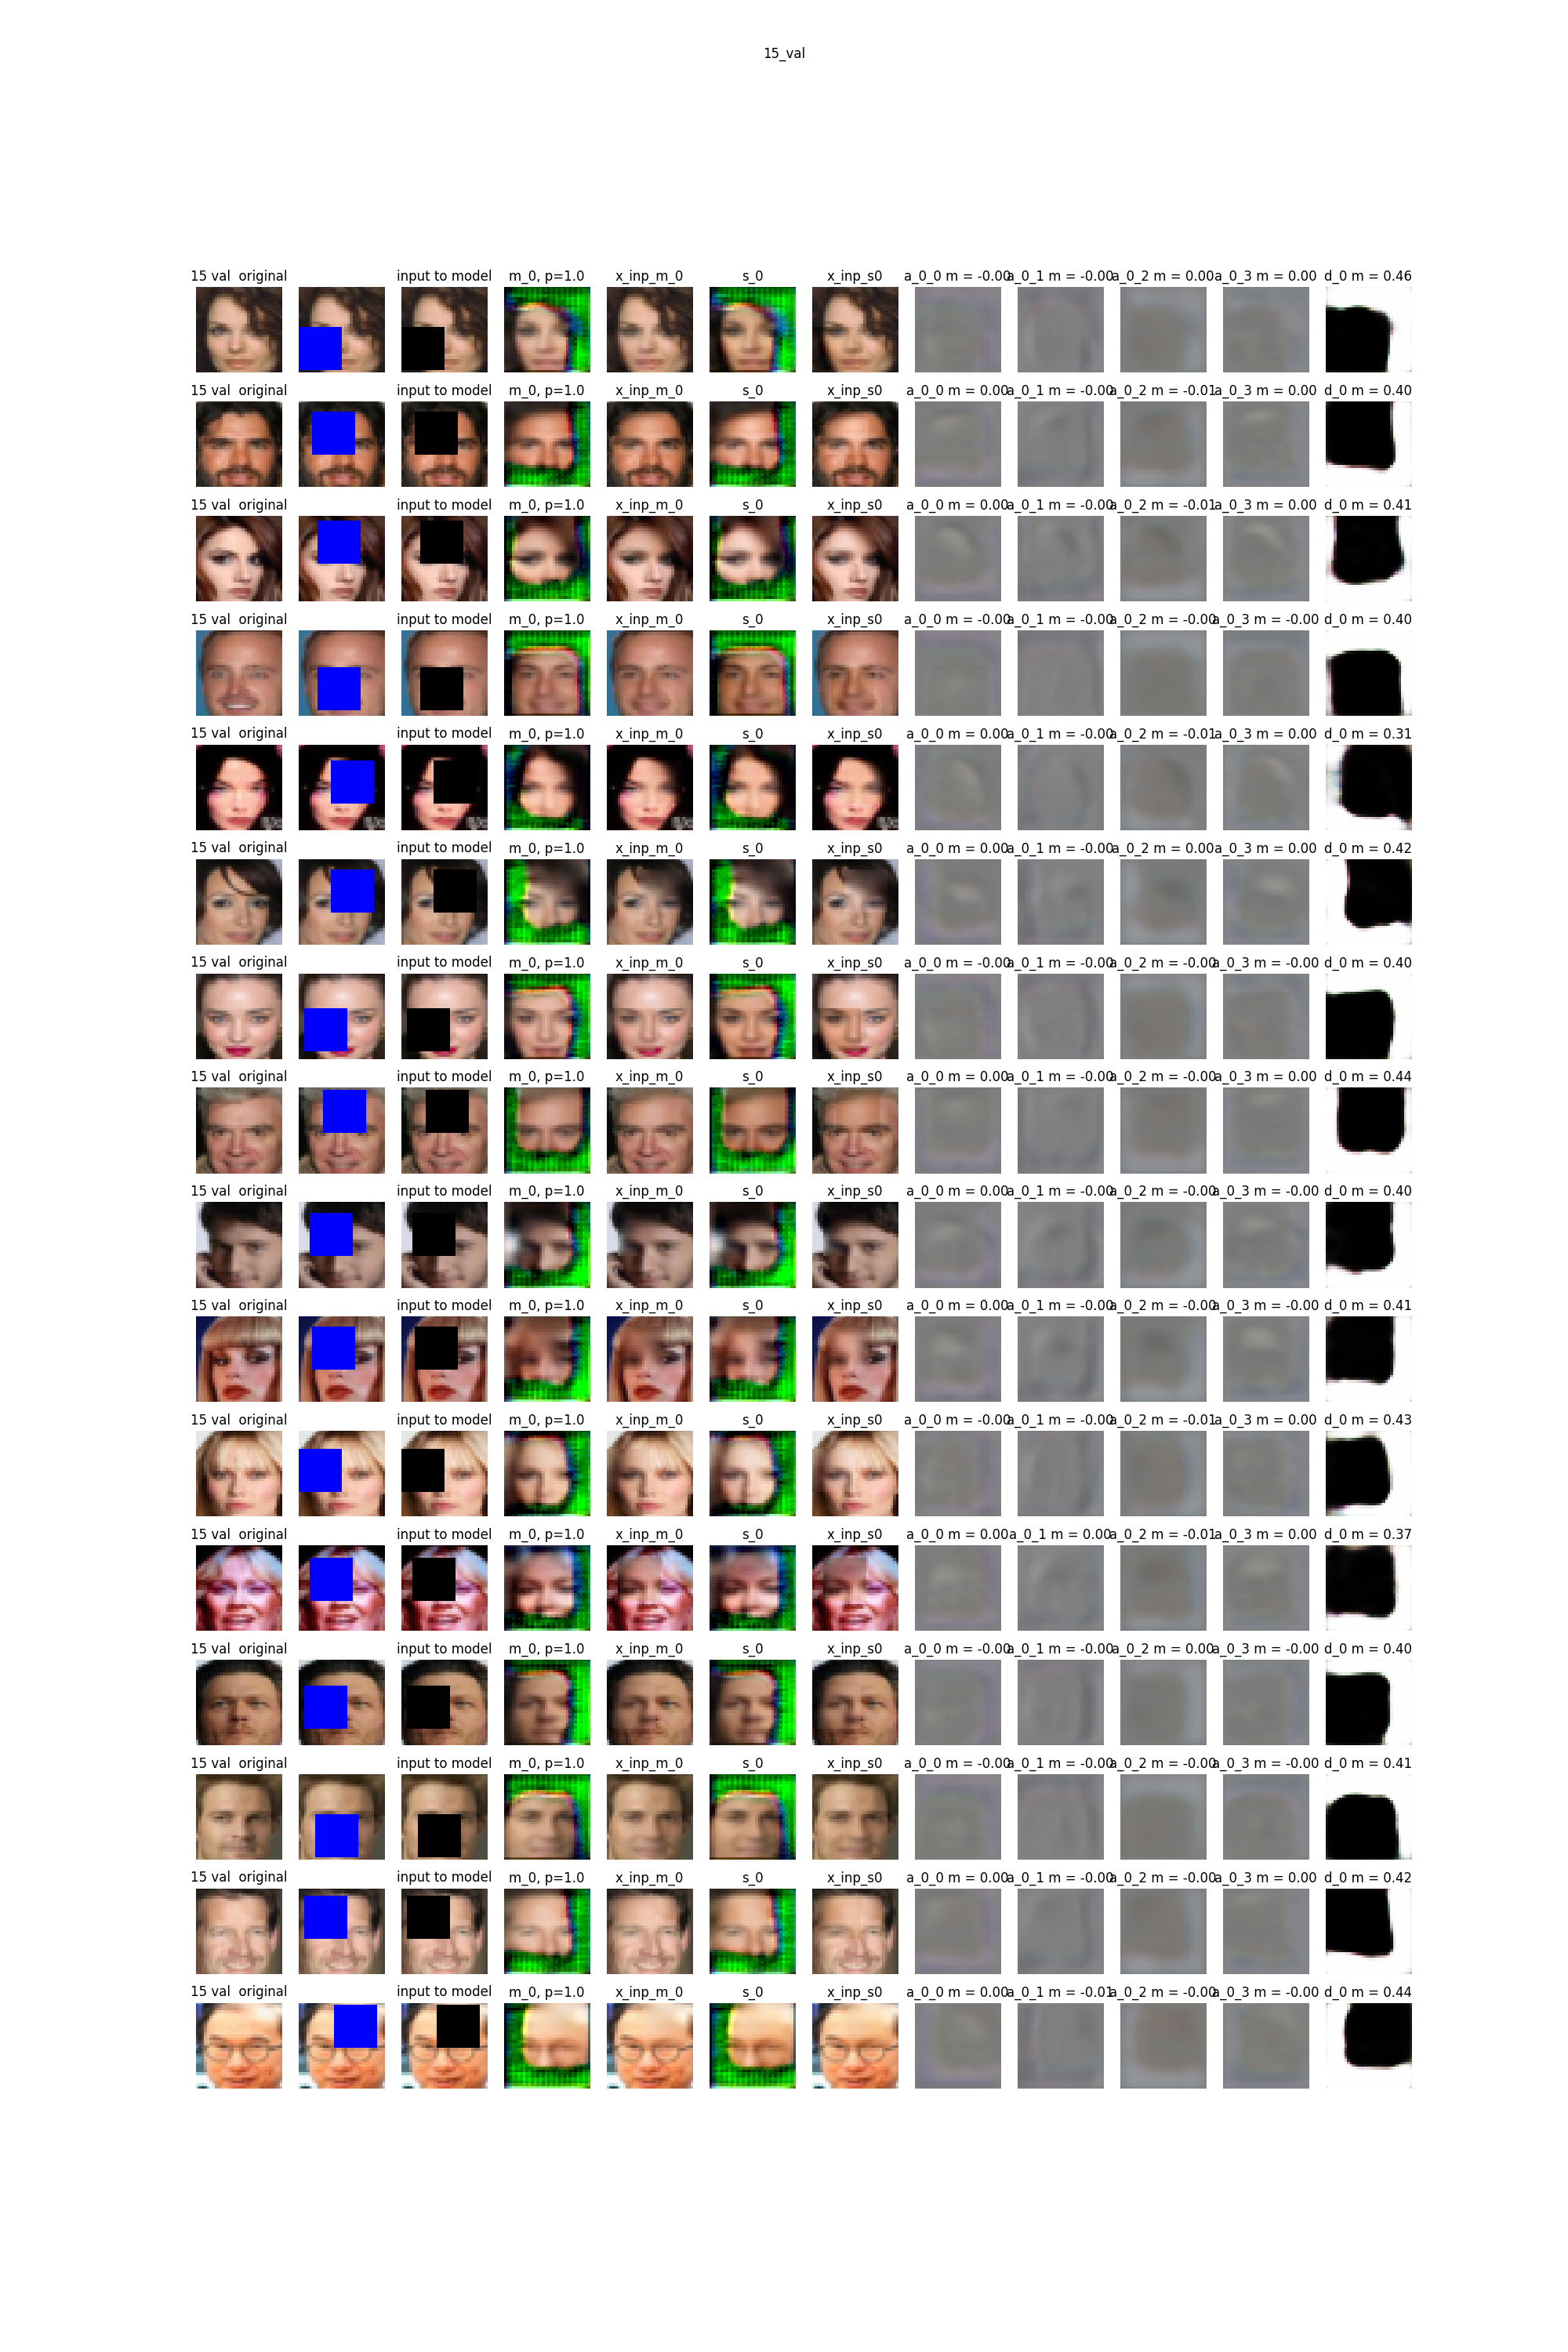 15_val
15 val original input to model m_0, p=1.0 x_inp_m_0 s_0 x_inp_s0 a_0_0 m = -0.00 a_0_1 m = -0.00 a_0_2 m = 0.00 a_0_3 m = 0.00 d_0 m = 0.46
15 val original input to model m_0, p=1.0 x_inp_m_0 s_0 x_inp_s0 a_0_0 m = 0.00 a_0_1 m = -0.00 a_0_2 m = -0.01 a_0_3 m = 0.00 d_0 m = 0.40
15 val original input to model m_0, p=1.0 x_inp_m_0 s_0 x_inp_s0 a_0_0 m = 0.00 a_0_1 m = -0.00 a_0_2 m = -0.01 a_0_3 m = 0.00 d_0 m = 0.41
15 val original input to model m_0, p=1.0 x_inp_m_0 s_0 x_inp_s0 a_0_0 m = -0.00 a_0_1 m = -0.00 a_0_2 m = -0.00 a_0_3 m = -0.00 d_0 m = 0.40
15 val original input to model m_0, p=1.0 x_inp_m_0 s_0 x_inp_s0 a_0_0 m = 0.00 a_0_1 m = -0.00 a_0_2 m = -0.01 a_0_3 m = 0.00 d_0 m = 0.31
15 val original input to model m_0, p=1.0 x_inp_m_0 s_0 x_inp_s0 a_0_0 m = 0.00 a_0_1 m = -0.00 a_0_2 m = 0.00 a_0_3 m = 0.00 d_0 m = 0.42
15 val original input to model m_0, p=1.0 x_inp_m_0 s_0 x_inp_s0 a_0_0 m = -0.00 a_0_1 m = -0.00 a_0_2 m = -0.00 a_0_3 m = -0.00 d_0 m = 0.40
15 val original input to model m_0, p=1.0 x_inp_m_0 s_0 x_inp_s0 a_0_0 m = 0.00 a_0_1 m = -0.00 a_0_2 m = -0.00 a_0_3 m = 0.00 d_0 m = 0.44
15 val original input to model m_0, p=1.0 x_inp_m_0 s_0 x_inp_s0 a_0_0 m = 0.00 a_0_1 m = -0.00 a_0_2 m = -0.00 a_0_3 m = -0.00 d_0 m = 0.40
15 val original input to model m_0, p=1.0 x_inp_m_0 s_0 x_inp_s0 a_0_0 m = 0.00 a_0_1 m = -0.00 a_0_2 m = -0.00 a_0_3 m = -0.00 d_0 m = 0.41
15 val original input to model m_0, p=1.0 x_inp_m_0 s_0 x_inp_s0 a_0_0 m = -0.00 a_0_1 m = -0.00 a_0_2 m = -0.01 a_0_3 m = 0.00 d_0 m = 0.43
15 val original input to model m_0, p=1.0 x_inp_m_0 s_0 x_inp_s0 a_0_0 m = 0.00 a_0_1 m = 0.00 a_0_2 m = -0.01 a_0_3 m = 0.00 d_0 m = 0.37
15 val original input to model m_0, p=1.0 x_inp_m_0 s_0 x_inp_s0 a_0_0 m = -0.00 a_0_1 m = -0.00 a_0_2 m = 0.00 a_0_3 m = -0.00 d_0 m = 0.40
15 val original input to model m_0, p=1.0 x_inp_m_0 s_0 x_inp_s0 a_0_0 m = -0.00 a_0_1 m = -0.00 a_0_2 m = -0.00 a_0_3 m = -0.00 d_0 m = 0.41
15 val original input to model m_0, p=1.0 x_inp_m_0 s_0 x_inp_s0 a_0_0 m = 0.00 a_0_1 m = -0.00 a_0_2 m = -0.00 a_0_3 m = 0.00 d_0 m = 0.42
15 val original input to model m_0, p=1.0 x_inp_m_0 s_0 x_inp_s0 a_0_0 m = 0.00 a_0_1 m = -0.01 a_0_2 m = -0.00 a_0_3 m = -0.00 d_0 m = 0.44